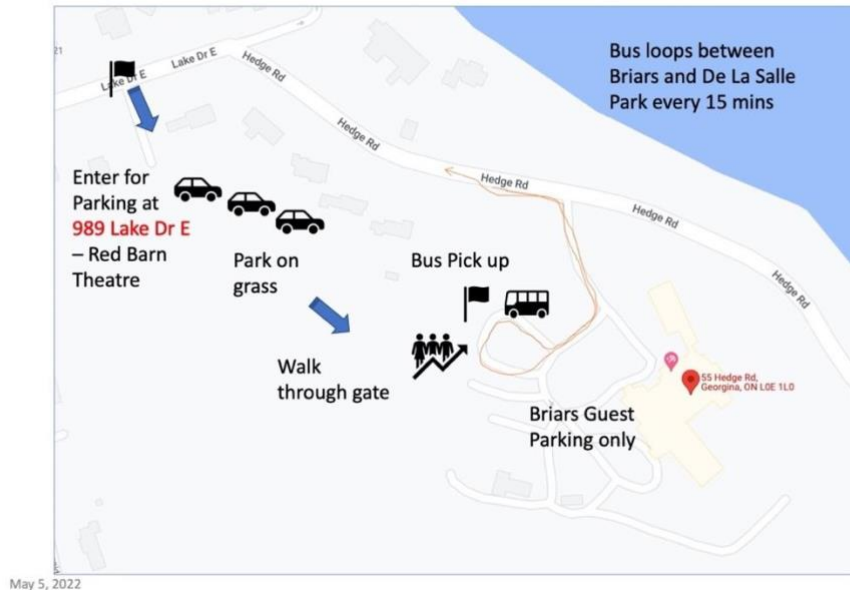 21
Lake Dr E
Lake Dr E
Hedge Rd
Hedge Rd
Hedge Rd
Hedge Rd
Hedge Rd
Bus loops between
Briars and De La Salle
Park every 15 mins
Enter for
Parking at
989 Lake Dr E
– Red Barn
Theatre
Park on
grass
Bus Pick up
Walk
through gate
55 Hedge Rd,
Georgina, ON L0E 1L0
Briars Guest
Parking only
May 5, 2022